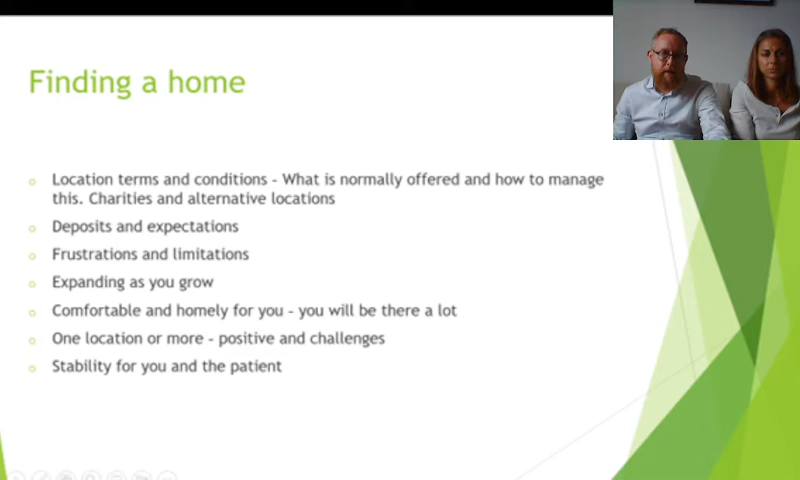 Finding a home
Location terms and conditions - What is normally offered and how to manage
this. Charities and alternative locations
Deposits and expectations
Frustrations and limitations
Expanding as you grow
Comfortable and homely for you – you will be there a lot
One location or more - positive and challenges
Stability for you and the patient